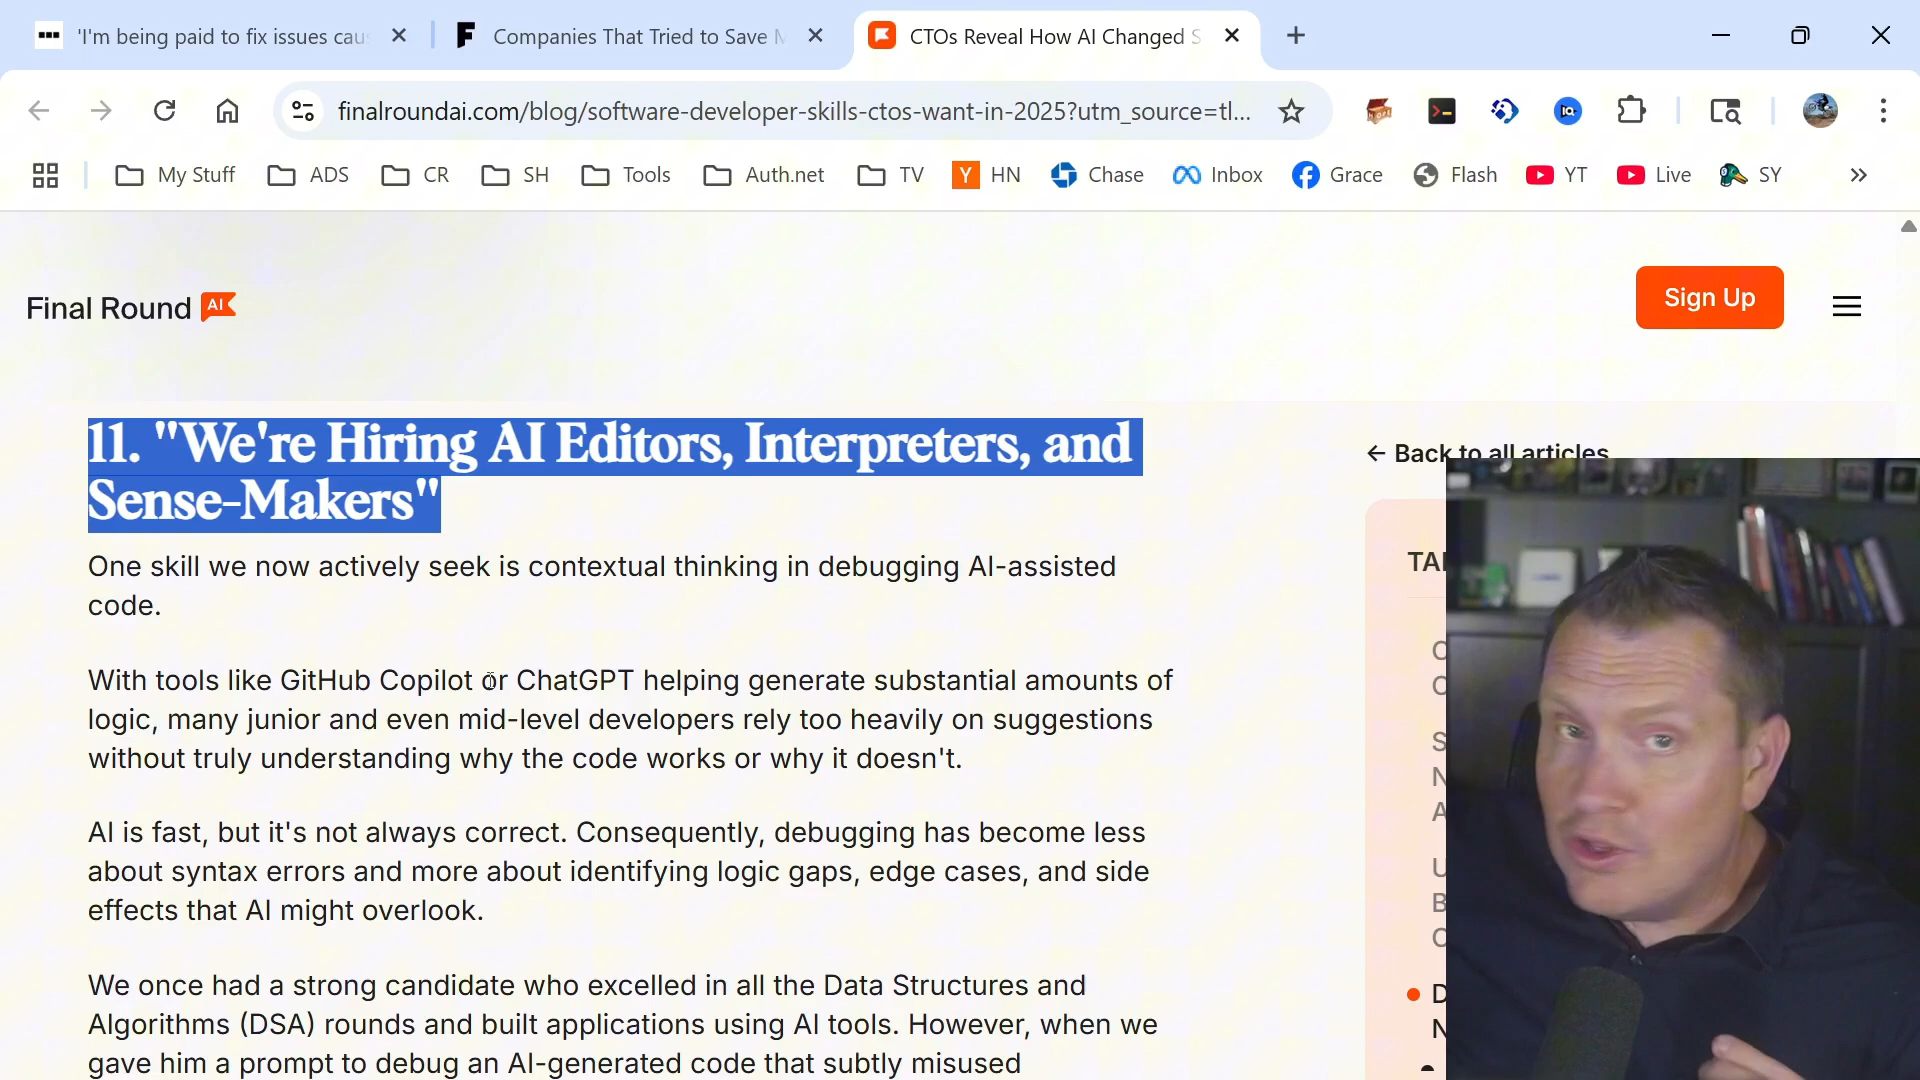 'I'm being paid to fix issues cau
Companies That Tried to Save M
CTOs Reveal How AI Changed S
finalroundai.com/blog/software-developer-skills-ctos-want-in-2025?utm_source=tl...
My Stuff
ADS
CR
SH
Tools
Auth.net
TV
Y HN
Chase
Inbox
Grace
Flash
YT
Live
SY
Final Round AI
Sign Up
11. "We're Hiring AI Editors, Interpreters, and
Sense-Makers"
One skill we now actively seek is contextual thinking in debugging AI-assisted
code.
With tools like GitHub Copilot or ChatGPT helping generate substantial amounts of
logic, many junior and even mid-level developers rely too heavily on suggestions
without truly understanding why the code works or why it doesn't.
AI is fast, but it's not always correct. Consequently, debugging has become less
about syntax errors and more about identifying logic gaps, edge cases, and side
effects that AI might overlook.
We once had a strong candidate who excelled in all the Data Structures and
Algorithms (DSA) rounds and built applications using AI tools. However, when we
gave him a prompt to debug an AI-generated code that subtly misused
← Back to all articles